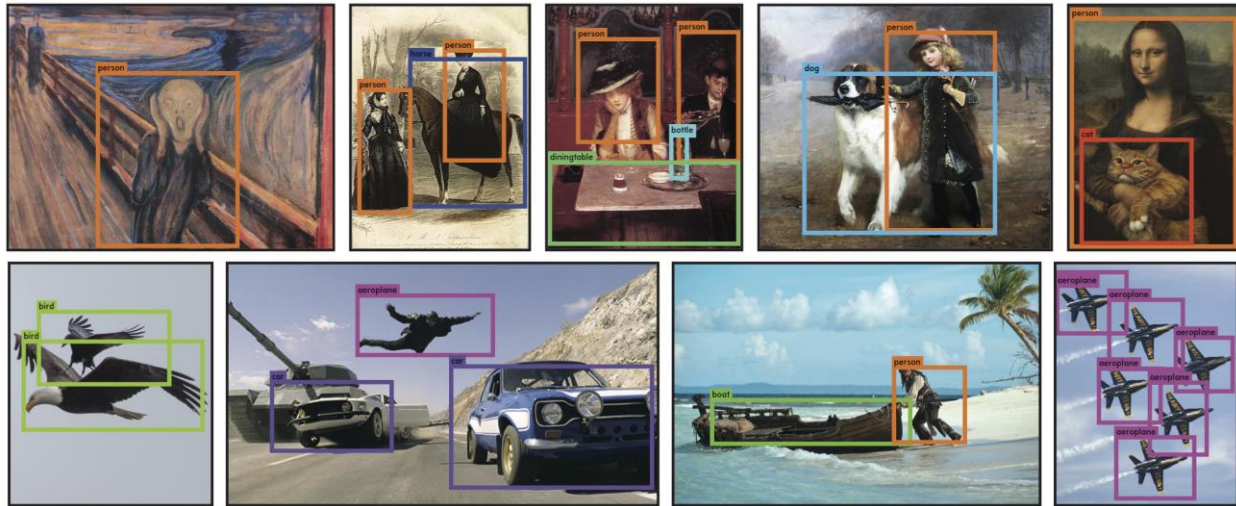 person
person
horse
person
person
person
bottle
diningtable
person
dog
person
cat
bird
bird
aeroplane
car
car
person
boat
aeroplane
aeroplane
aeroplane
aeroplane
aeroplane
aeroplane